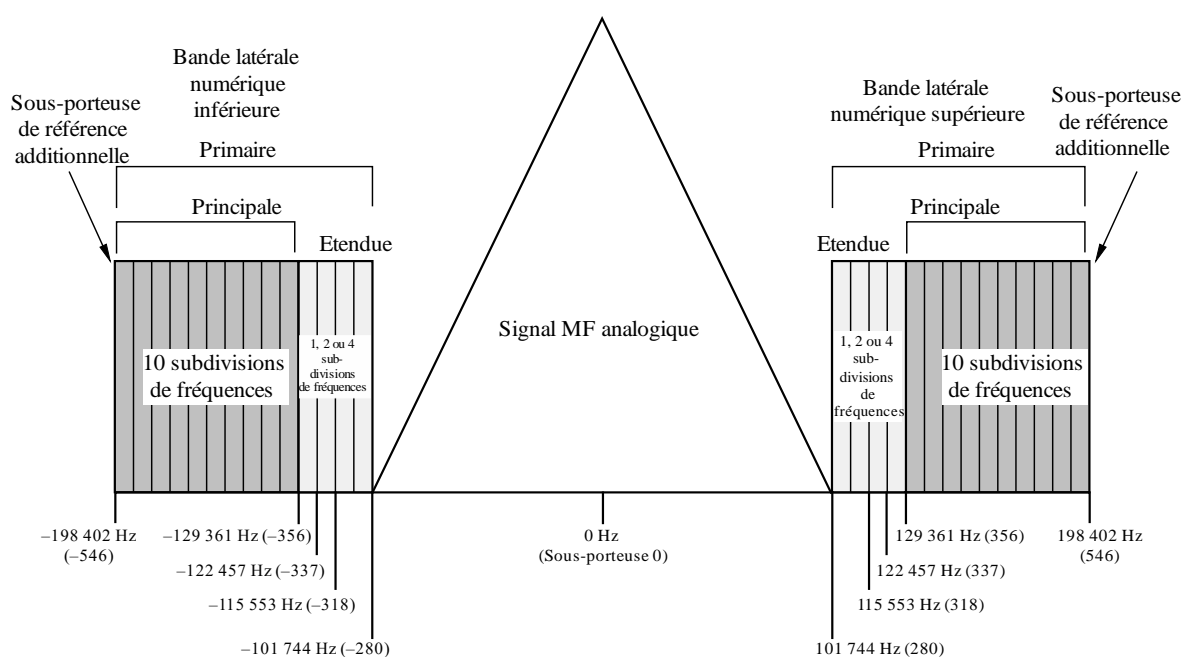 Bande latérale
numérique
inférieure
Sous-porteuse
de référence
additionnelle
Primaire
Principale
Etendue
10 subdivisions
de fréquences
1, 2 ou 4
sub-
divisions
de fréquences
Signal MF analogique
Bande latérale
numérique supérieure
Sous-porteuse
de référence
additionnelle
Primaire
Principale
Etendue
1, 2 ou 4
sub-
divisions
de
fréquences
10 subdivisions
de fréquences
–198 402 Hz
(–546)
–129 361 Hz (–356)
–122 457 Hz (–337)
–115 553 Hz (–318)
–101 744 Hz (–280)
0 Hz
(Sous-porteuse 0)
129 361 Hz (356)
198 402 Hz
(546)
122 457 Hz (337)
115 553 Hz (318)
101 744 Hz (280)